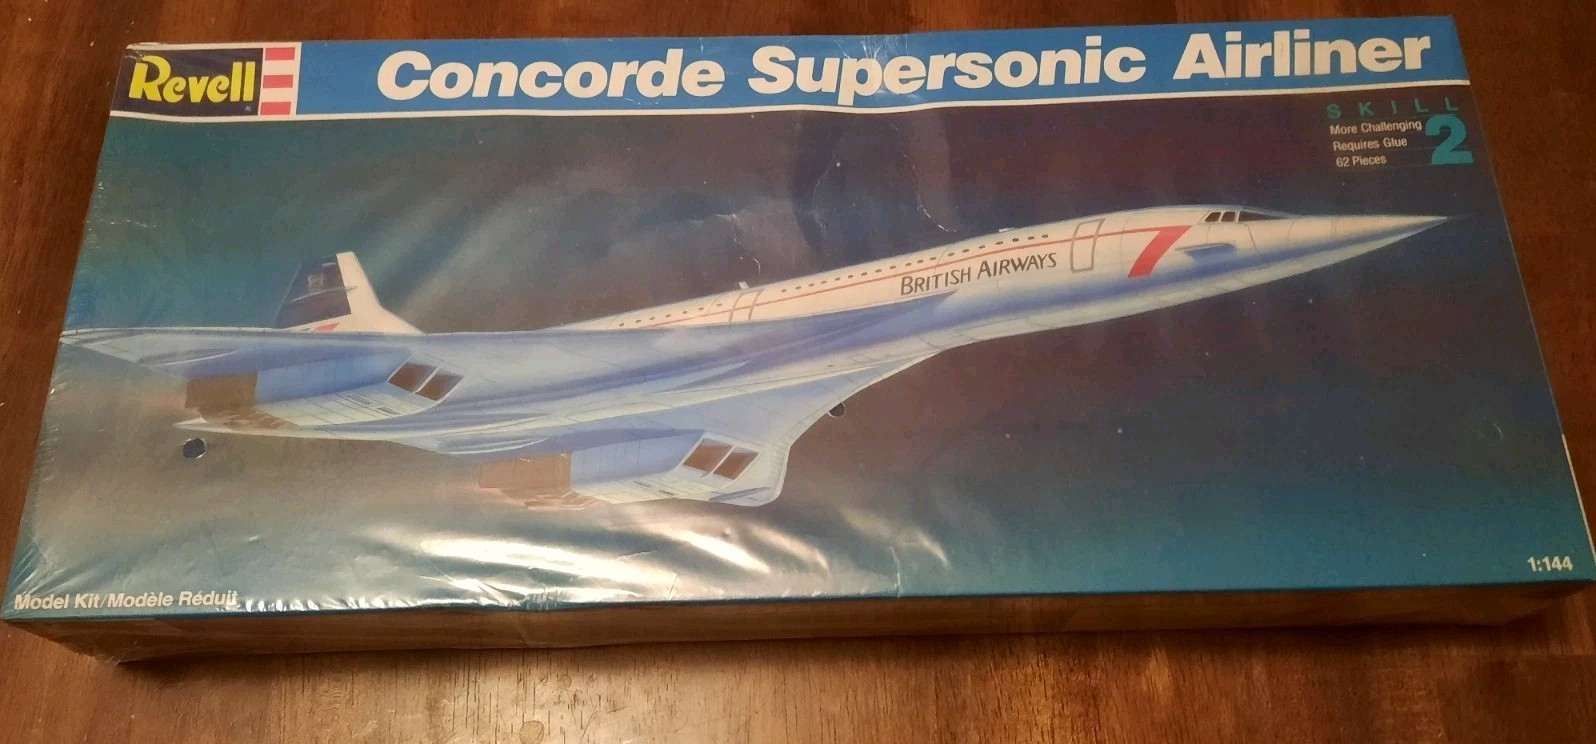 Revell
Concorde Supersonic Airliner
SKILL
2
More Challenging
Requires Glue
62 Pieces
BRITISH AIRWAYS
1:144
Model Kit/Modèle Réduit